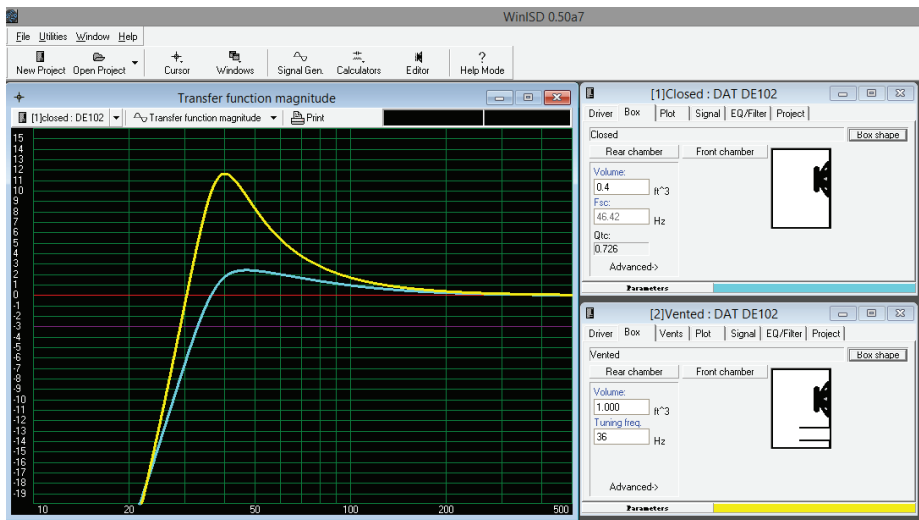 WinISD 0.50a7
File Utilities Window Help
New Project Open Project Cursor Windows Signal Gen. Calculators Editor Help Mode
Transfer function magnitude
[1]closed : DE102 Transfer function magnitude Print
15
14
13
12
11
10
9
8
7
6
5
4
3
2
1
0
-1
-2
-3
-4
-5
-6
-7
-8
-9
-10
-11
-12
-13
-14
-15
-16
-17
-18
-19
10 20 50 100 200 500
[1]Closed : DAT DE102
Driver Box Plot Signal EQ/Filter Project
Closed Box shape
Rear chamber Front chamber
Volume:
0.4 ft^3
Fsc:
46.42 Hz
Qtc:
0.726
Advanced->
Parameters
[2]Vented : DAT DE102
Driver Box Vents Plot Signal EQ/Filter Project
Vented Box shape
Rear chamber Front chamber
Volume:
1.000 ft^3
Tuning freq.
36 Hz
Advanced->
Parameters